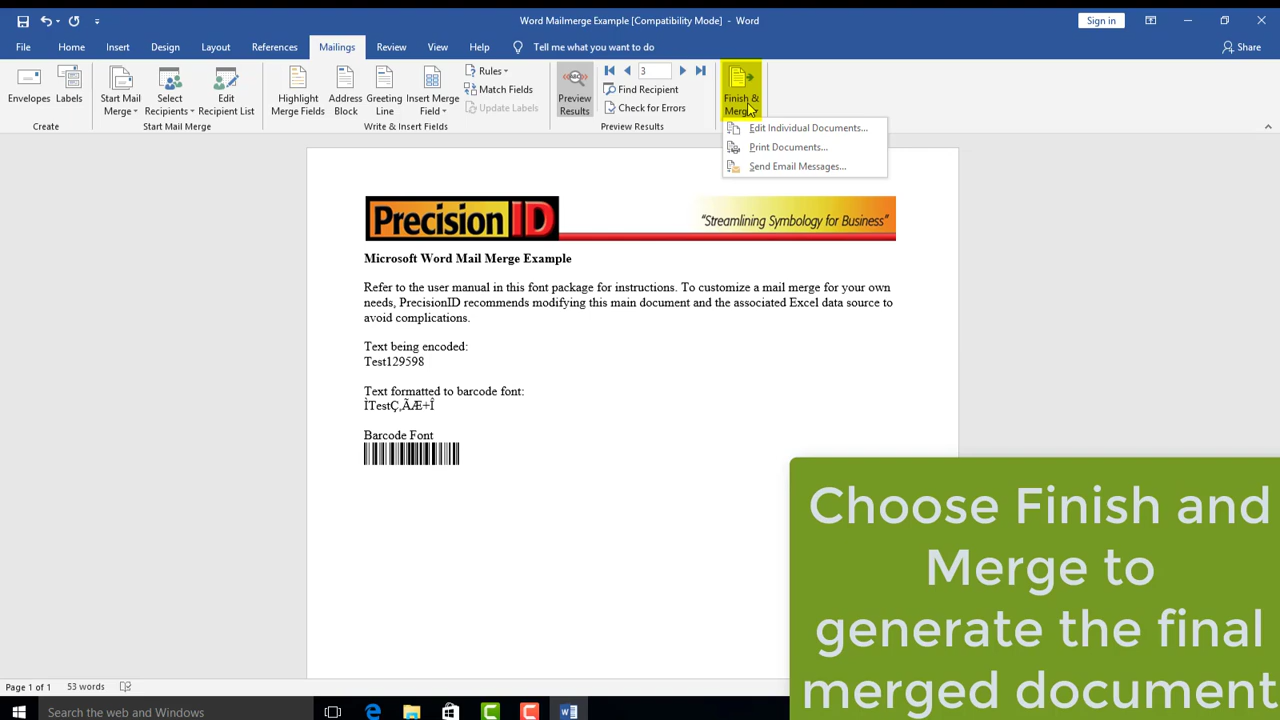 Word Mailmerge Example [Compatibility Mode] - Word
Sign in
File Home Insert Design Layout References Mailings Review View Help Tell me what you want to do Share
Envelopes
Labels
Create
Start Mail
Merge
Select
Recipients
Edit
Recipient List
Start Mail Merge
Highlight
Merge Fields
Address
Block
Greeting
Line
Insert Merge
Field
Rules
Match Fields
Update Labels
Write & Insert Fields
ABC
Preview
Results
3
Find Recipient
Check for Errors
Preview Results
Finish &
Merge
Edit Individual Documents...
Print Documents...
Send Email Messages...
PrecisionID
“Streamlining Symbology for Business”
Microsoft Word Mail Merge Example
Refer to the user manual in this font package for instructions. To customize a mail merge for your own
needs, PrecisionID recommends modifying this main document and the associated Excel data source to
avoid complications.
Text being encoded:
Test129598
Text formatted to barcode font:
ÌTestÇ,ÃÆ+Î
Barcode Font
Choose Finish and
Merge to
generate the final
merged document
Page 1 of 1 53 words
Search the web and Windows